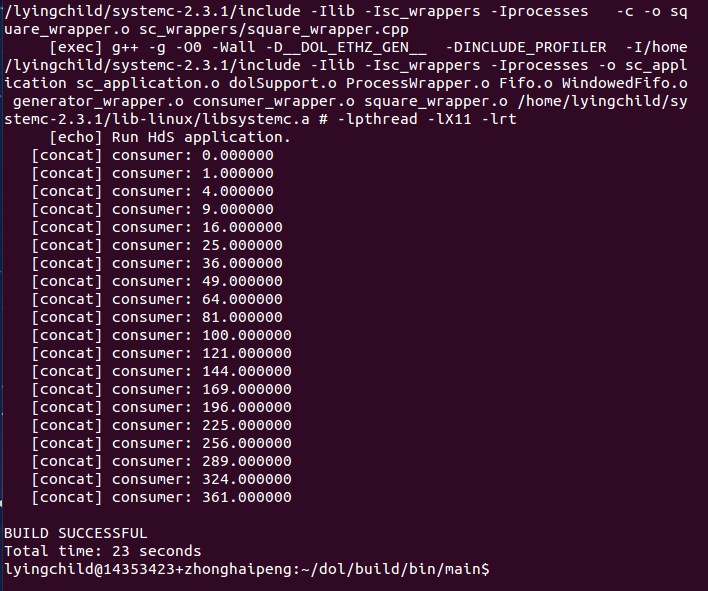 /lyingchild/systemc-2.3.1/include -Ilib -Isc_wrappers -Iprocesses   -c -o sq
uare_wrapper.o sc_wrappers/square_wrapper.cpp
     [exec] g++ -g -O0 -Wall -D__DOL_ETHZ_GEN__  -DINCLUDE_PROFILER  -I/home
/lyingchild/systemc-2.3.1/include -Ilib -Isc_wrappers -Iprocesses -o sc_appl
ication sc_application.o dolSupport.o ProcessWrapper.o Fifo.o WindowedFifo.o
 generator_wrapper.o consumer_wrapper.o square_wrapper.o /home/lyingchild/sy
stemc-2.3.1/lib-linux/libsystemc.a # -lpthread -lX11 -lrt
     [echo] Run HdS application.
   [concat] consumer: 0.000000
   [concat] consumer: 1.000000
   [concat] consumer: 4.000000
   [concat] consumer: 9.000000
   [concat] consumer: 16.000000
   [concat] consumer: 25.000000
   [concat] consumer: 36.000000
   [concat] consumer: 49.000000
   [concat] consumer: 64.000000
   [concat] consumer: 81.000000
   [concat] consumer: 100.000000
   [concat] consumer: 121.000000
   [concat] consumer: 144.000000
   [concat] consumer: 169.000000
   [concat] consumer: 196.000000
   [concat] consumer: 225.000000
   [concat] consumer: 256.000000
   [concat] consumer: 289.000000
   [concat] consumer: 324.000000
   [concat] consumer: 361.000000
BUILD SUCCESSFUL
Total time: 23 seconds
lyingchild@14353423+zhonghaipeng:~/dol/build/bin/main$